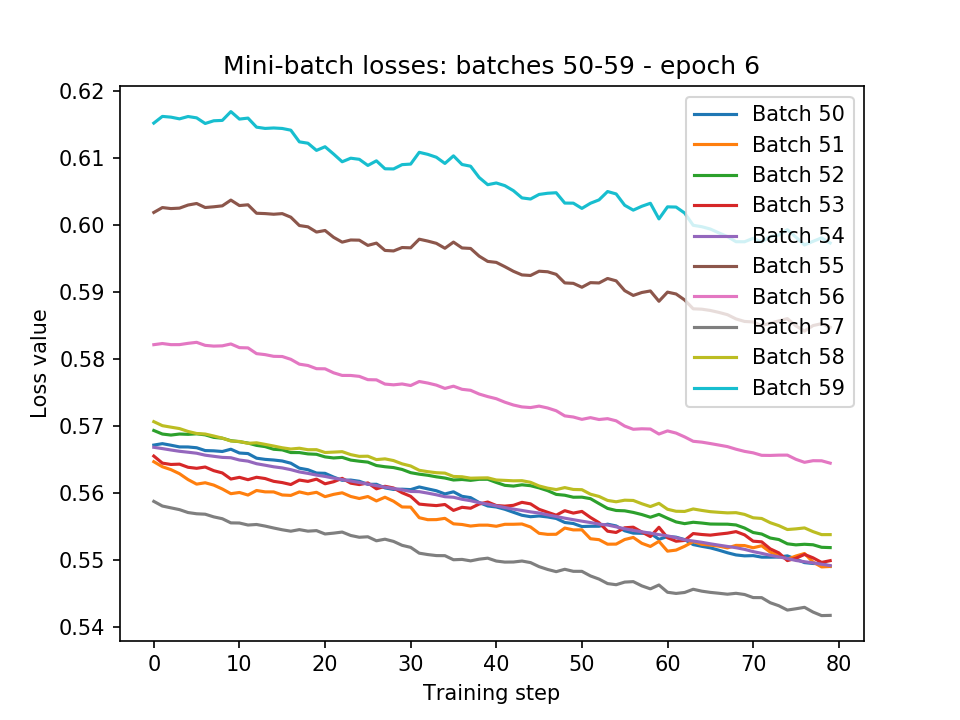 Mini-batch losses: batches 50-59 - epoch 6
0.62
0.61
0.60
0.59
0.58
0.57
0.56
0.55
0.54
Loss value
0
10
20
30
40
50
60
70
80
Training step
Batch 50
Batch 51
Batch 52
Batch 53
Batch 54
Batch 55
Batch 56
Batch 57
Batch 58
Batch 59